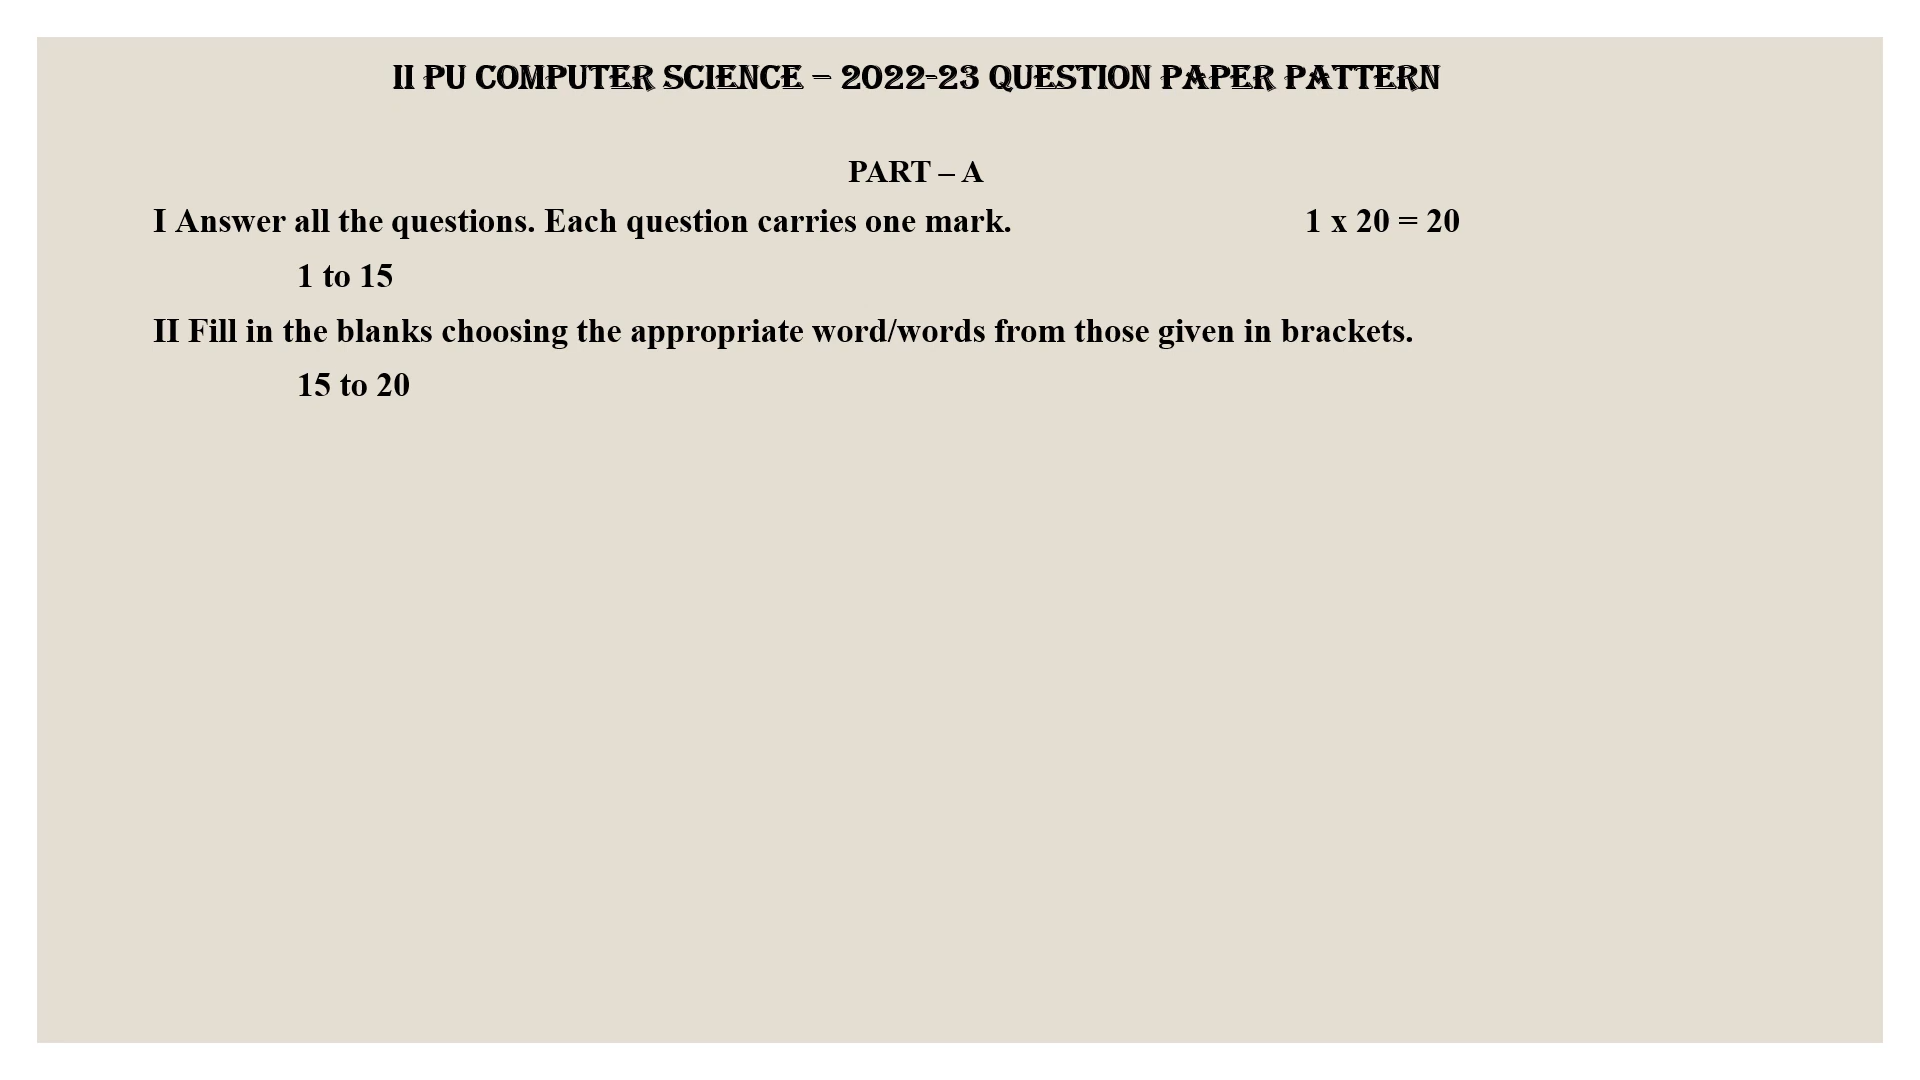 II PU COMPUTER SCIENCE – 2022-23 QUESTION PAPER PATTERN
PART – A
I Answer all the questions. Each question carries one mark. 1 x 20 = 20
1 to 15
II Fill in the blanks choosing the appropriate word/words from those given in brackets.
15 to 20